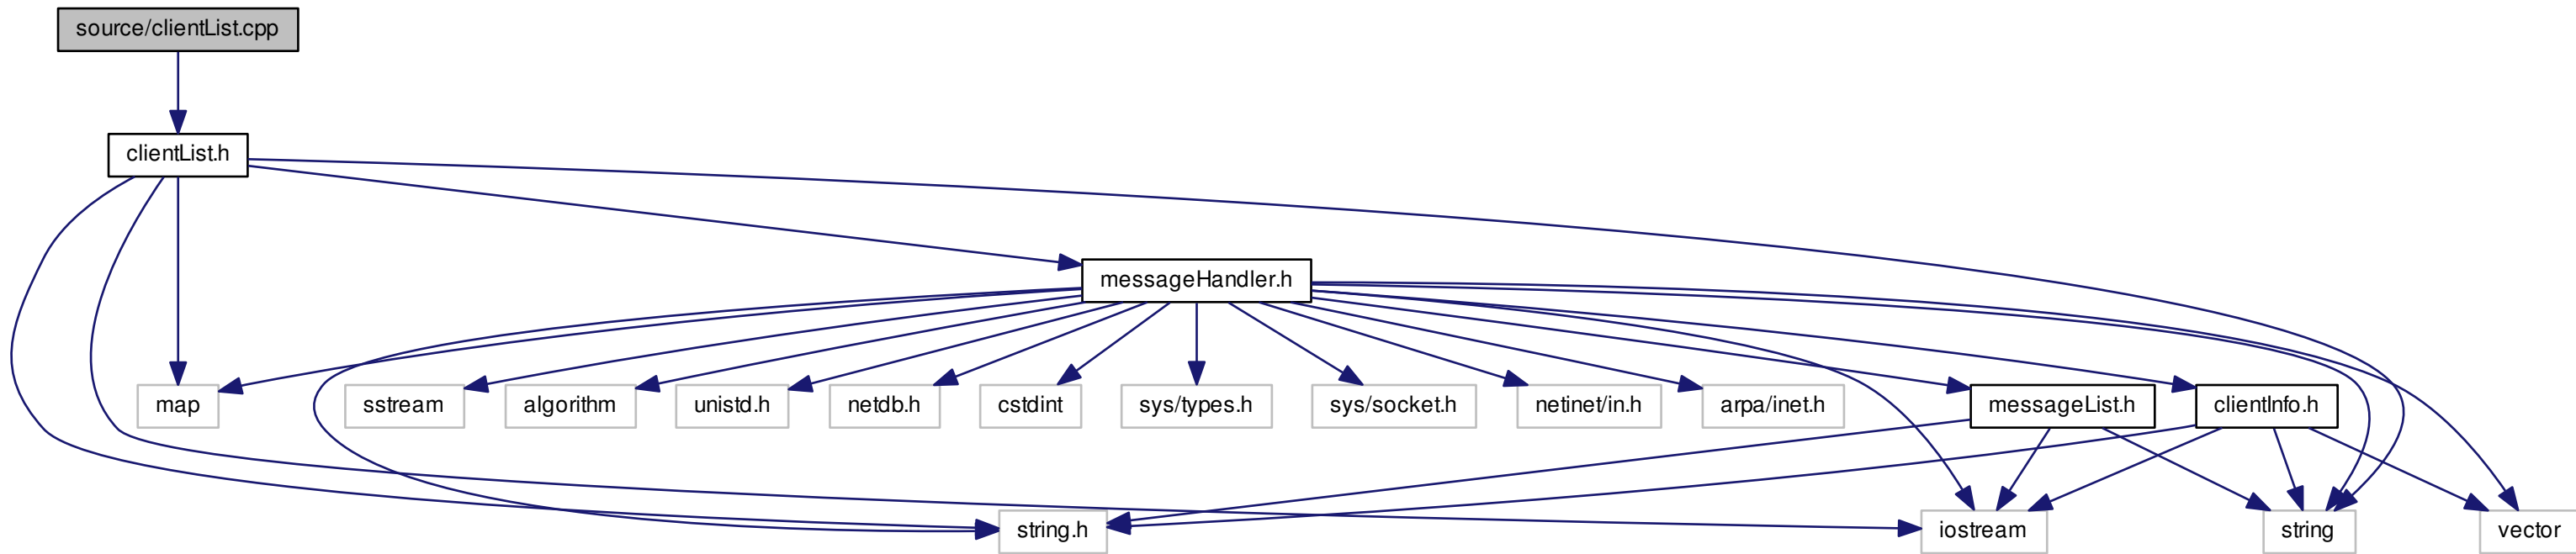 source/clientList.cpp
clientList.h
messageHandler.h
map
sstream
algorithm
unistd.h
netdb.h
cstdint
sys/types.h
sys/socket.h
netinet/in.h
arpa/inet.h
messageList.h
clientInfo.h
string.h
iostream
string
vector